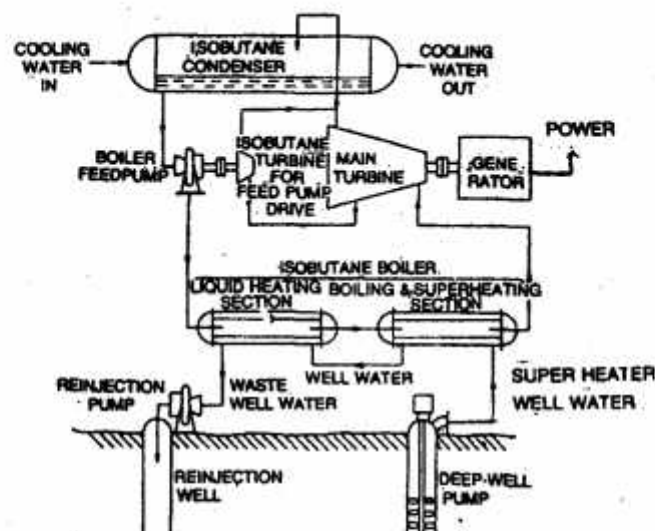 COOLING
WATER
IN
ISOBUTANE
CONDENSER
COOLING
WATER
OUT
BOILER
FEEDPUMP
ISOBUTANE
TURBINE
FOR
FEED PUMP
DRIVE
MAIN
TURBINE
GENE
RATOR
POWER
ISOBUTANE BOILER
LIQUID HEATING
SECTION
BOILING & SUPERHEATING
SECTION
WELL WATER
REINJECTION
PUMP
WASTE
WELL WATER
SUPER HEATER
WELL WATER
REINJECTION
WELL
DEEP-WELL
PUMP